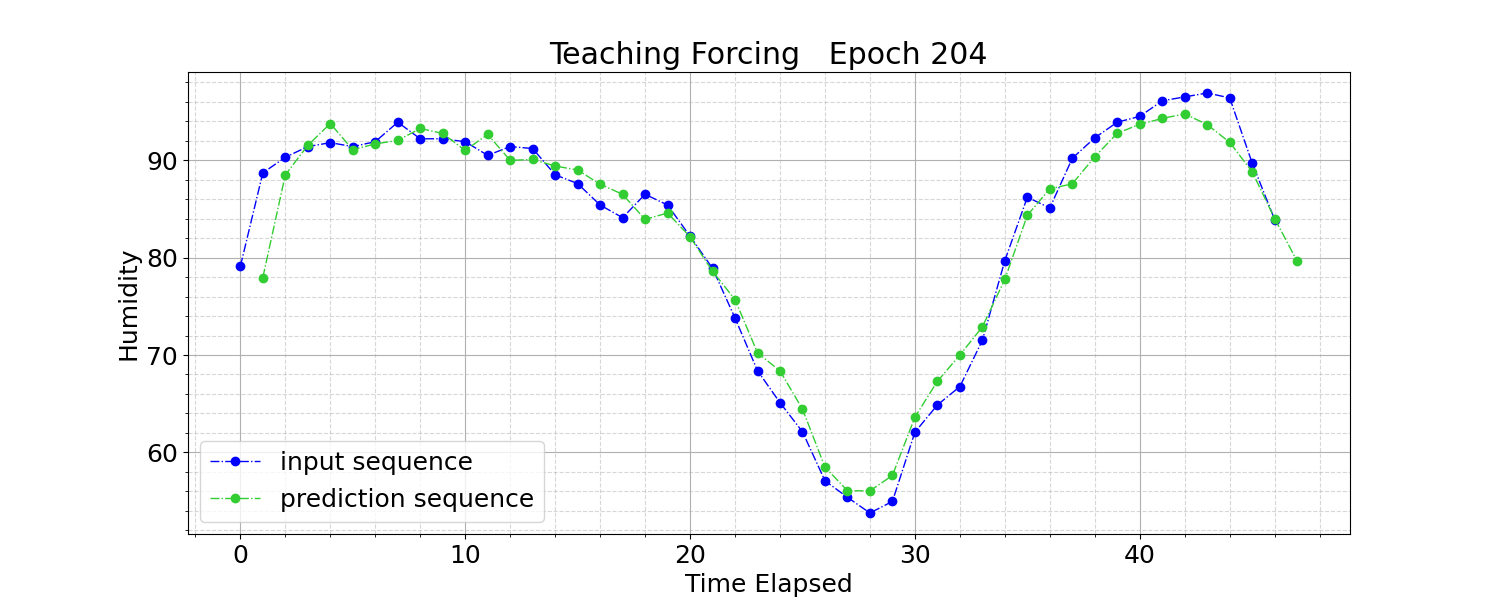 Teaching Forcing   Epoch 204
Humidity
90
80
70
60
input sequence
prediction sequence
0 10 20 30 40
Time Elapsed